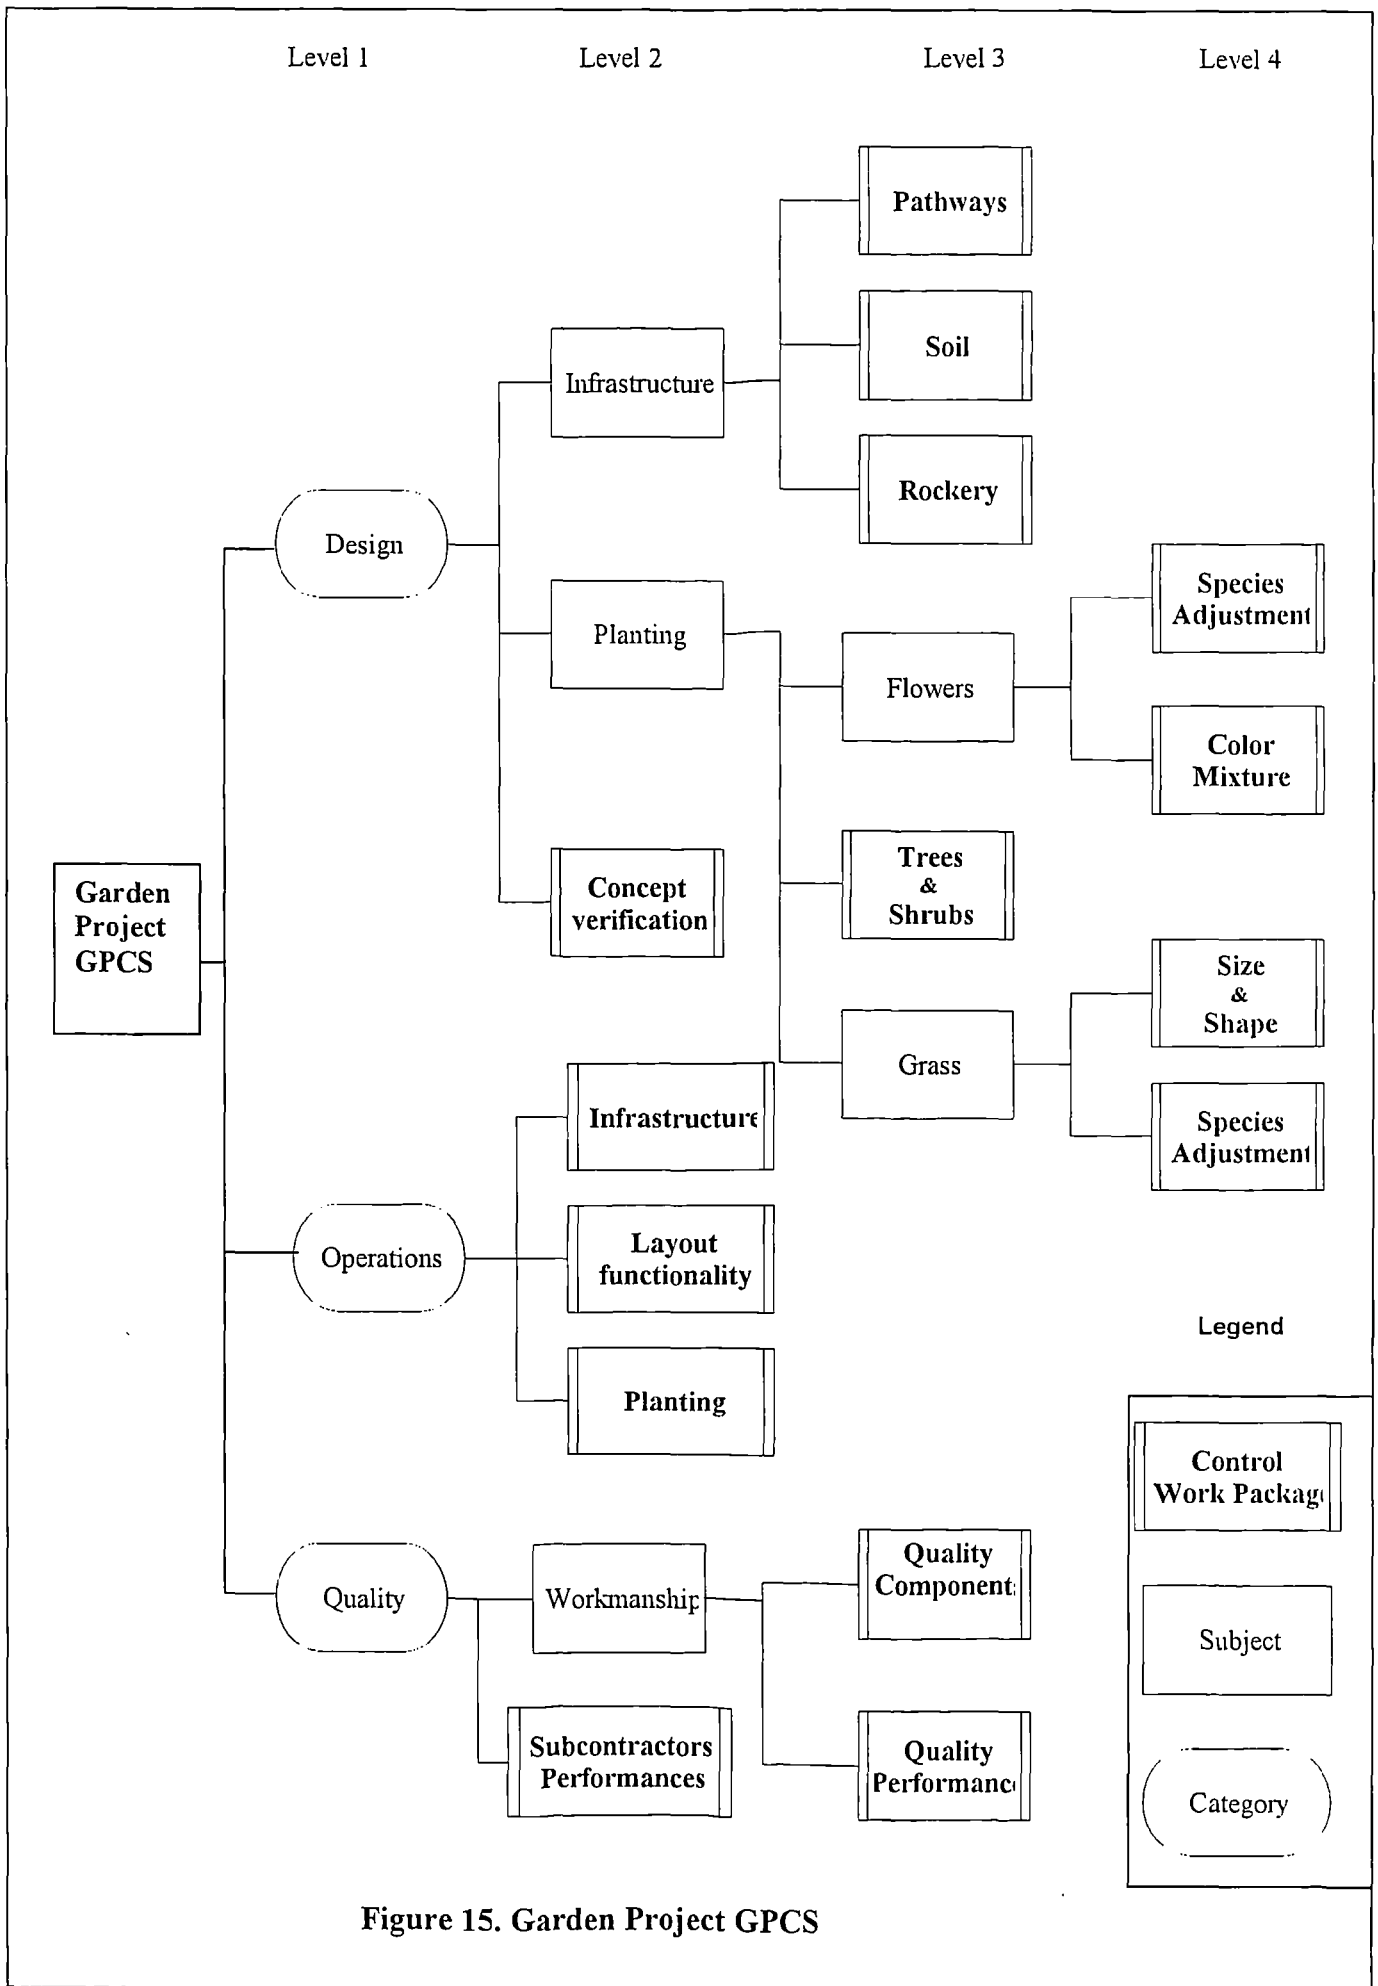 Level 1
Level 2
Level 3
Level 4
Pathways
Soil
Infrastructure
Rockery
Design
Species
Adjustment
Planting
Flowers
Color
Mixture
Trees
&
Shrubs
Concept
verification
Garden
Project
GPCS
Size
&
Shape
Grass
Infrastructure
Species
Adjustment
Operations
Layout
functionality
Legend
Planting
Control
Work Package
Quality
Workmanship
Quality
Components
Subject
Subcontractors
Performances
Quality
Performance
Category
Figure 15. Garden Project GPCS